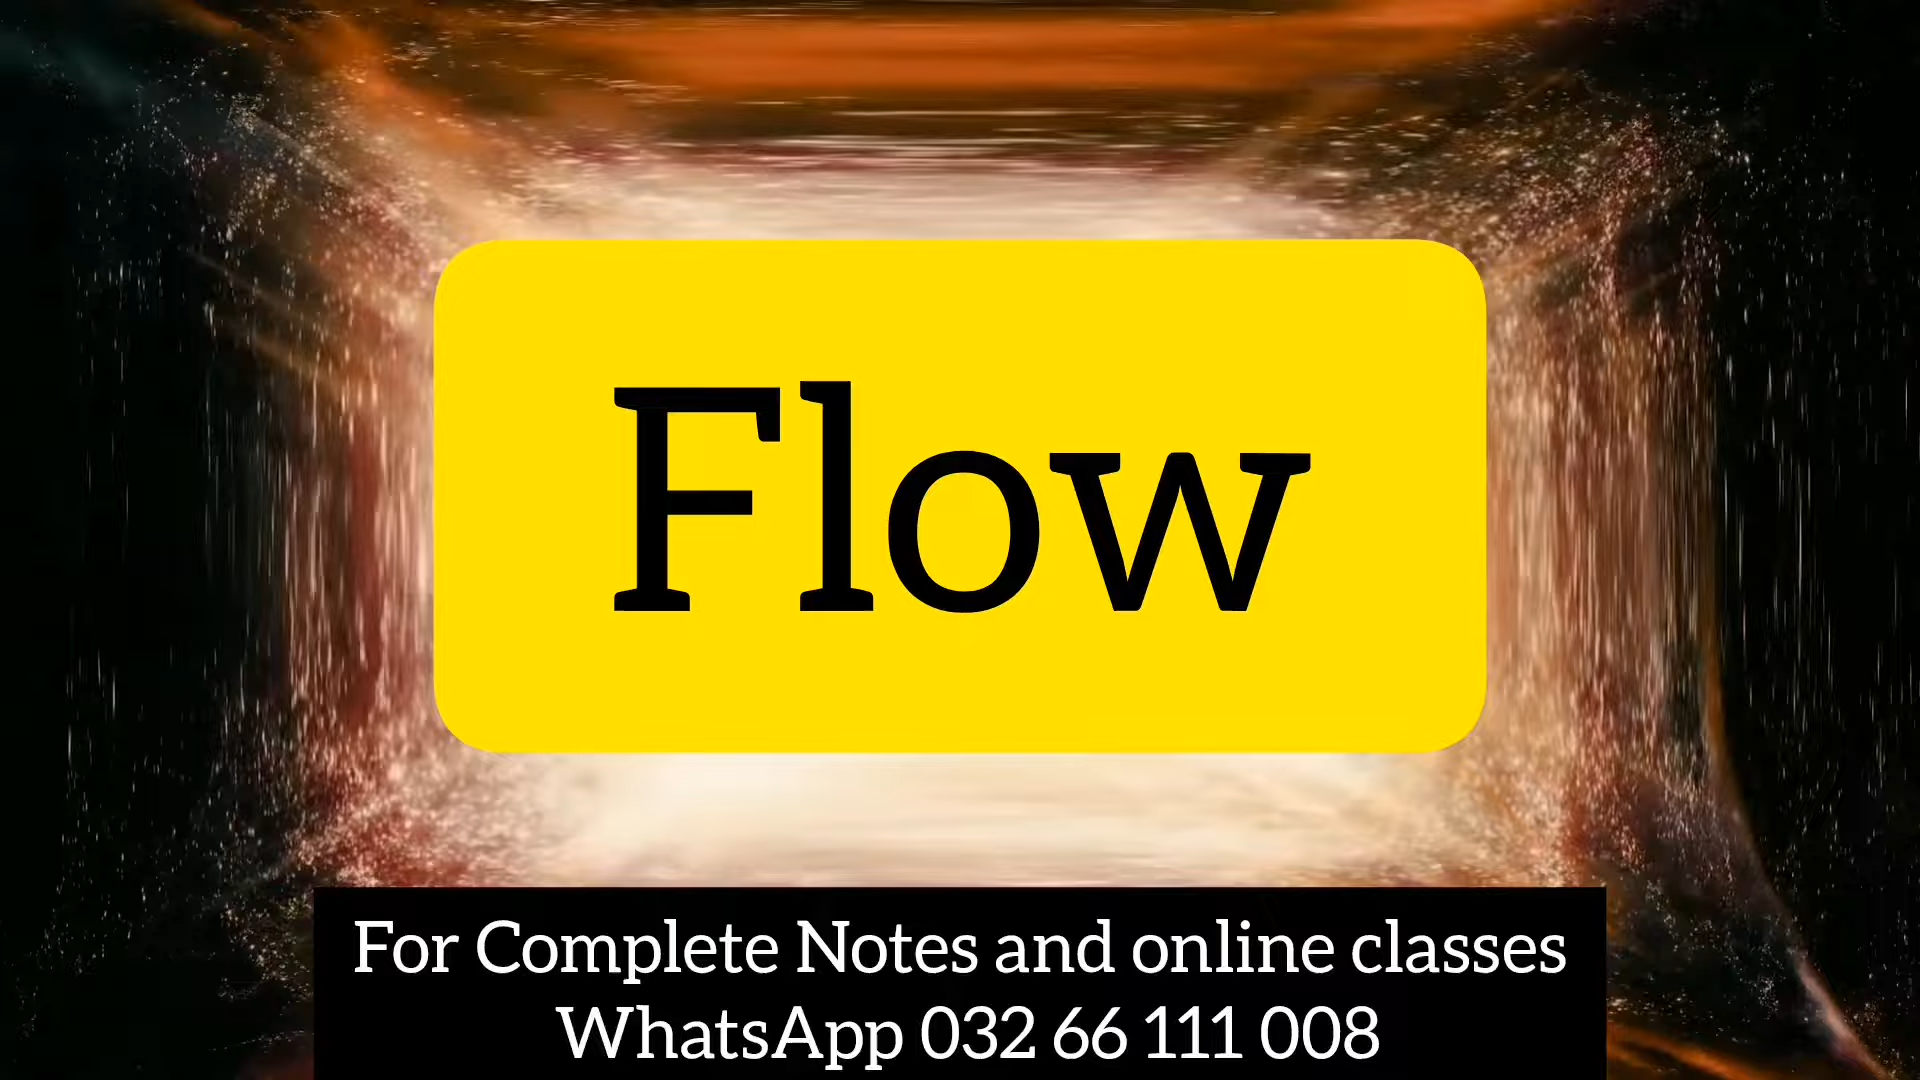 Flow
For Complete Notes and online classes
WhatsApp 032 66 111 008